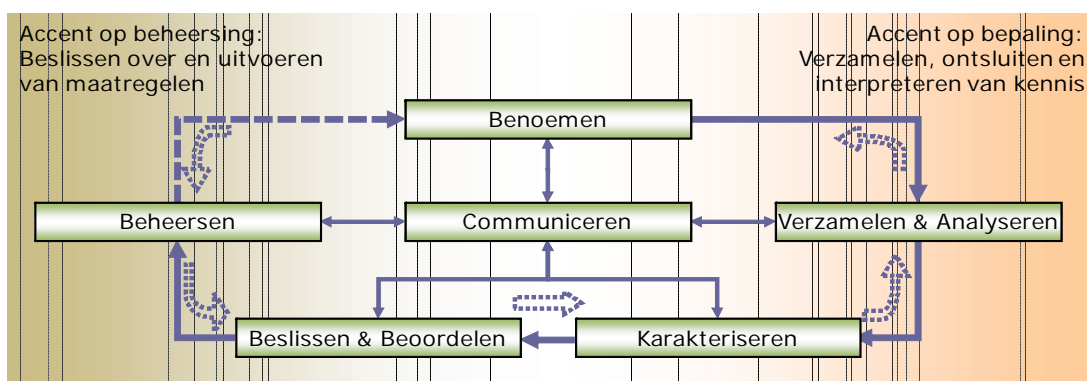 Accent op beheersing:
Beslissen over en uitvoeren
van maatregelen
Accent op bepaling:
Verzamelen, ontsluiten en
interpreteren van kennis
Benoemen
Beheersen
Communiceren
Verzamelen & Analyseren
Beslissen & Beoordelen
Karakteriseren